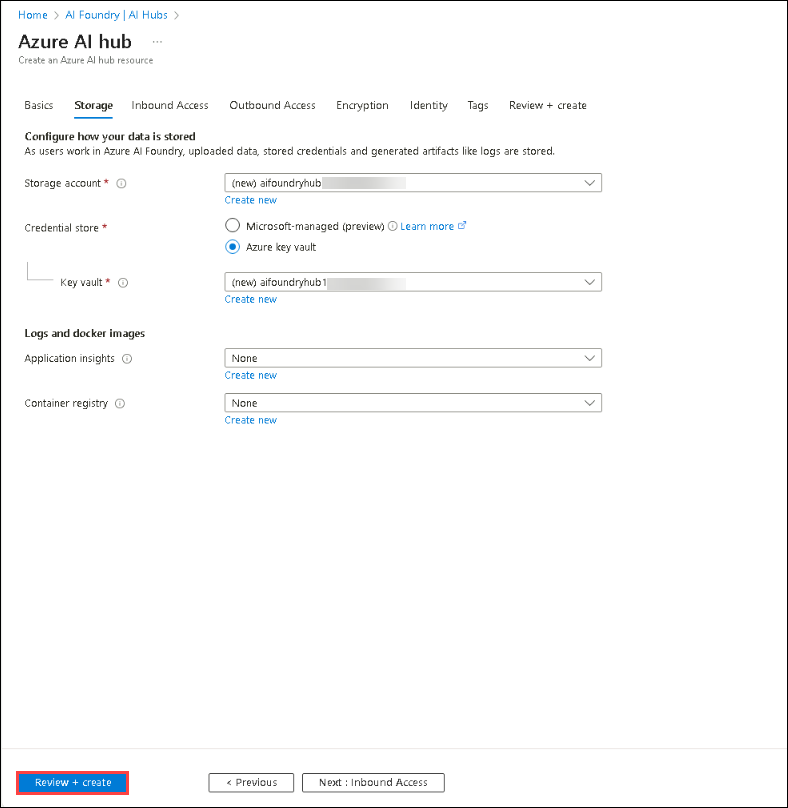 Home > AI Foundry | AI Hubs >
Azure AI hub ...
Create an Azure AI hub resource
Basics Storage Inbound Access Outbound Access Encryption Identity Tags Review + create
Configure how your data is stored
As users work in Azure AI Foundry, uploaded data, stored credentials and generated artifacts like logs are stored.
Storage account * (new) aifoundryhub
Create new
Credential store * Microsoft-managed (preview) Learn more
Azure key vault
Key vault * (new) aifoundryhub1
Create new
Logs and docker images
Application insights None
Create new
Container registry None
Create new
Review + create < Previous Next : Inbound Access